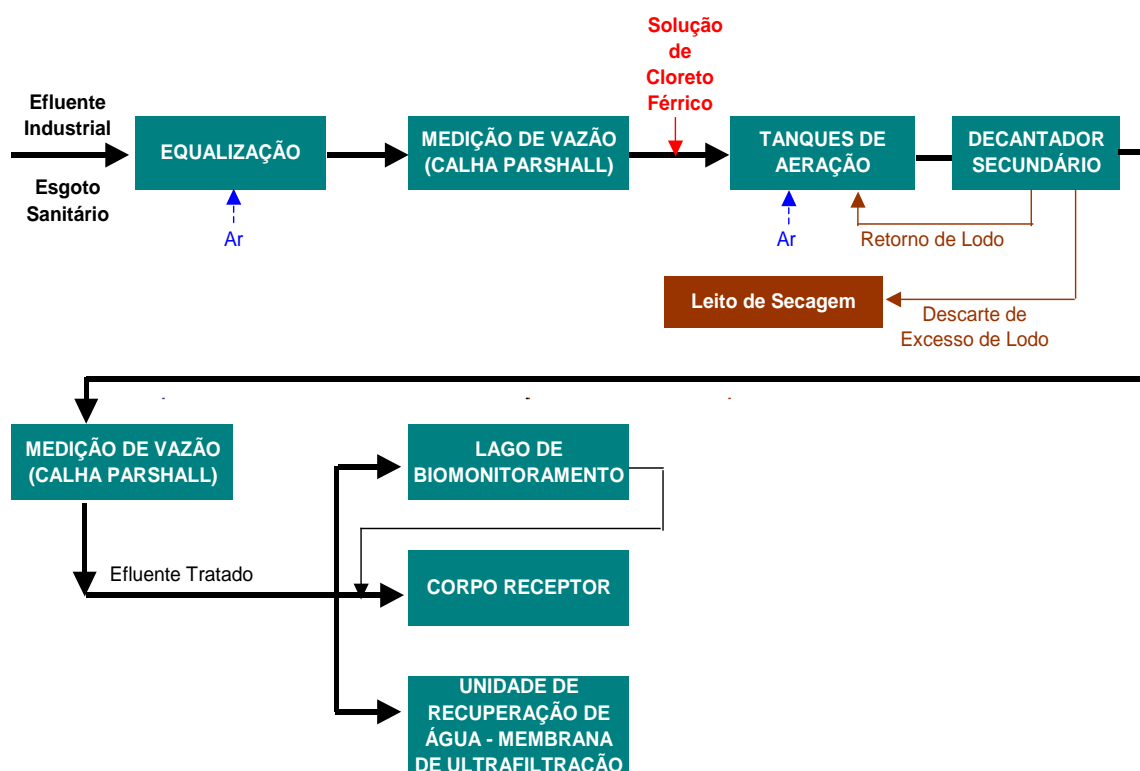 Solução
de
Cloreto
Férrico
Efluente
Industrial
Esgoto
Sanitário
EQUALIZAÇÃO
MEDIÇÃO DE VAZÃO
(CALHA PARSHALL)
TANQUES DE
AERAÇÃO
DECANTADOR
SECUNDÁRIO
Ar
Ar
Retorno de Lodo
Leito de Secagem
Descarte de
Excesso de Lodo
MEDIÇÃO DE VAZÃO
(CALHA PARSHALL)
LAGO DE
BIOMONITORAMENTO
Efluente Tratado
CORPO RECEPTOR
UNIDADE DE
RECUPERAÇÃO DE
ÁGUA - MEMBRANA
DE ULTRAFILTRAÇÃO